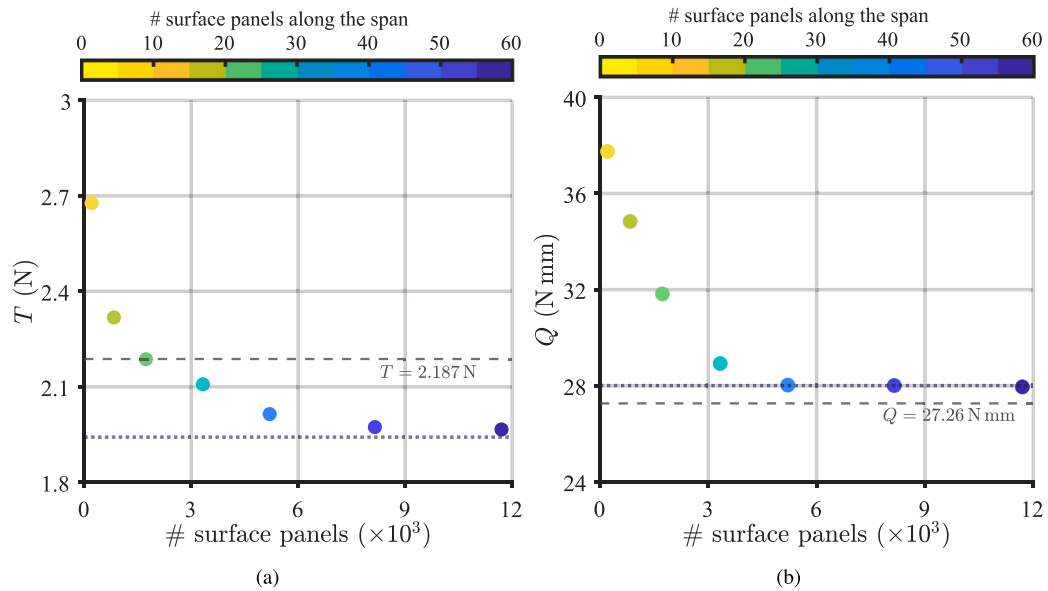 # surface panels along the span
0 10 20 30 40 50 60
3
2.7
2.4
2.1
1.8
T (N)
T = 2.187 N
0 3 6 9 12
# surface panels (×10³)
(a)
# surface panels along the span
0 10 20 30 40 50 60
40
36
32
28
24
Q (N mm)
Q = 27.26 N mm
0 3 6 9 12
# surface panels (×10³)
(b)